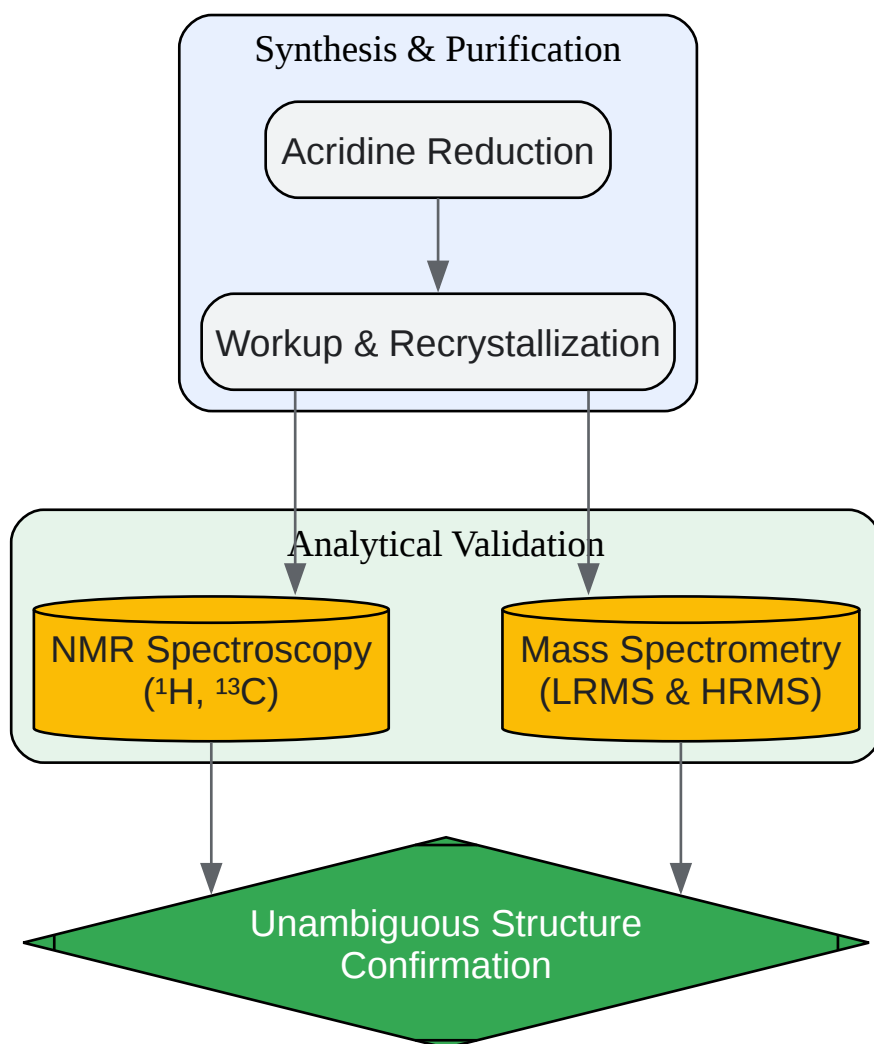 Synthesis & Purification
Acridine Reduction
Workup & Recrystallization
Analytical Validation
NMR Spectroscopy
(¹H, ¹³C)
Mass Spectrometry
(LRMS & HRMS)
Unambiguous Structure
Confirmation